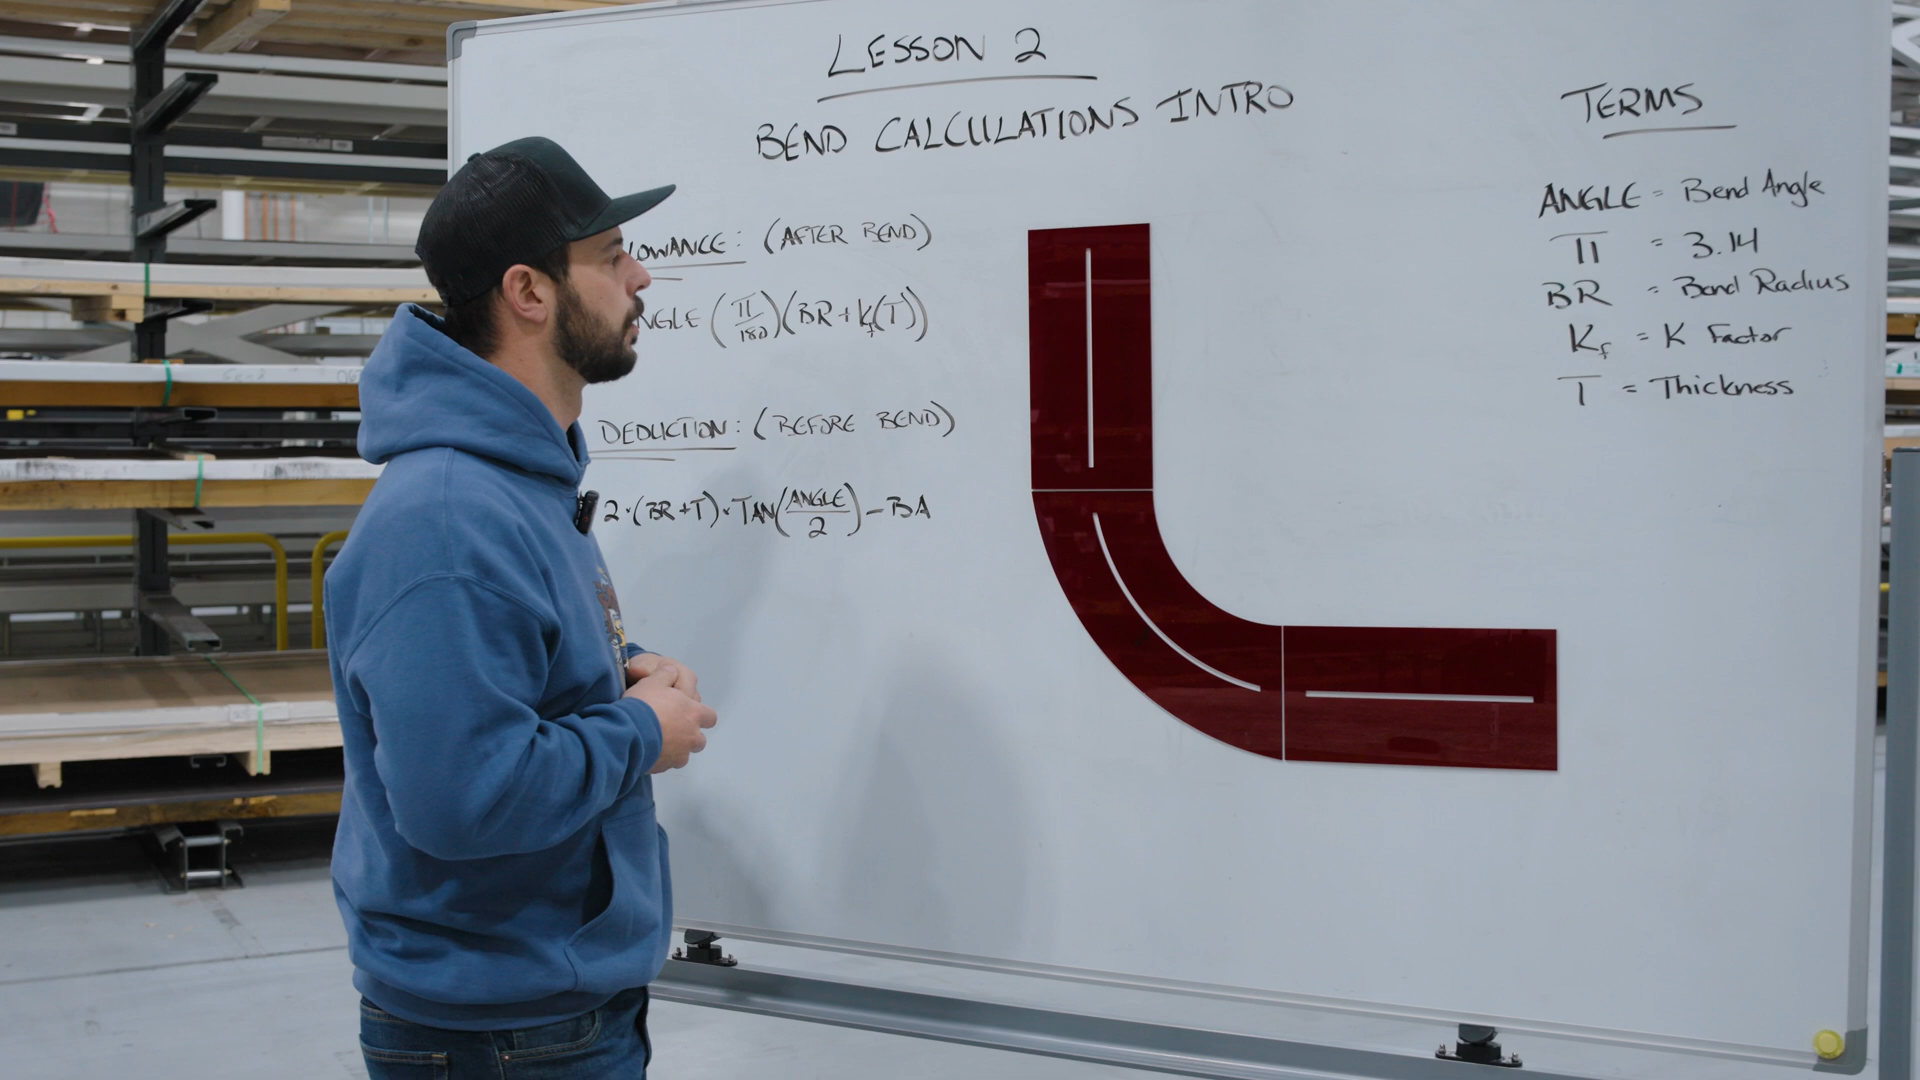 LESSON 2
BEND CALCULATIONS INTRO
LOWANCE: (AFTER BEND)
NGLE (π/180)(BR+Kf(T))
DEDUCTION: (BEFORE BEND)
2·(BR+T)·TAN(ANGLE/2)-BA
TERMS
ANGLE = Bend Angle
π = 3.14
BR = Bend Radius
Kf = K Factor
T = Thickness